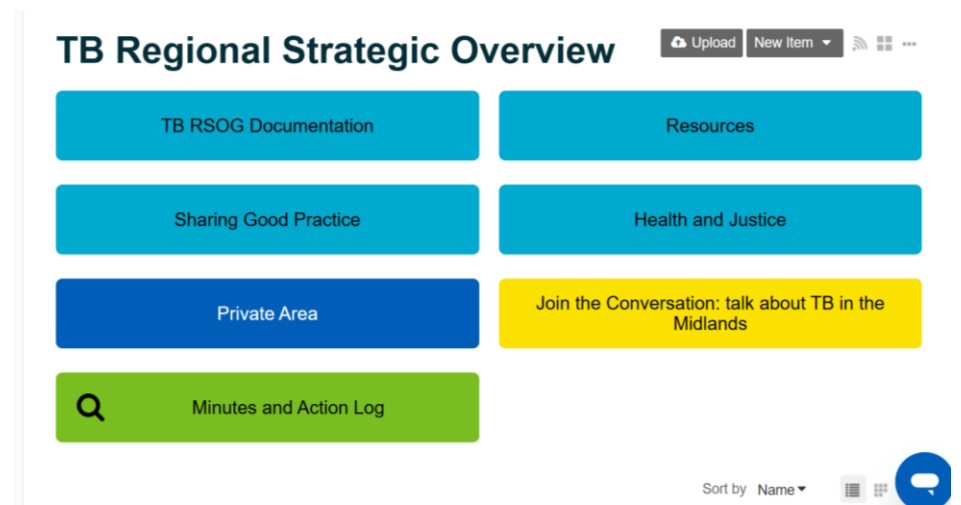 TB Regional Strategic Overview
Upload
New Item
TB RSOG Documentation
Resources
Sharing Good Practice
Health and Justice
Private Area
Join the Conversation: talk about TB in the
Midlands
Minutes and Action Log
Sort by Name